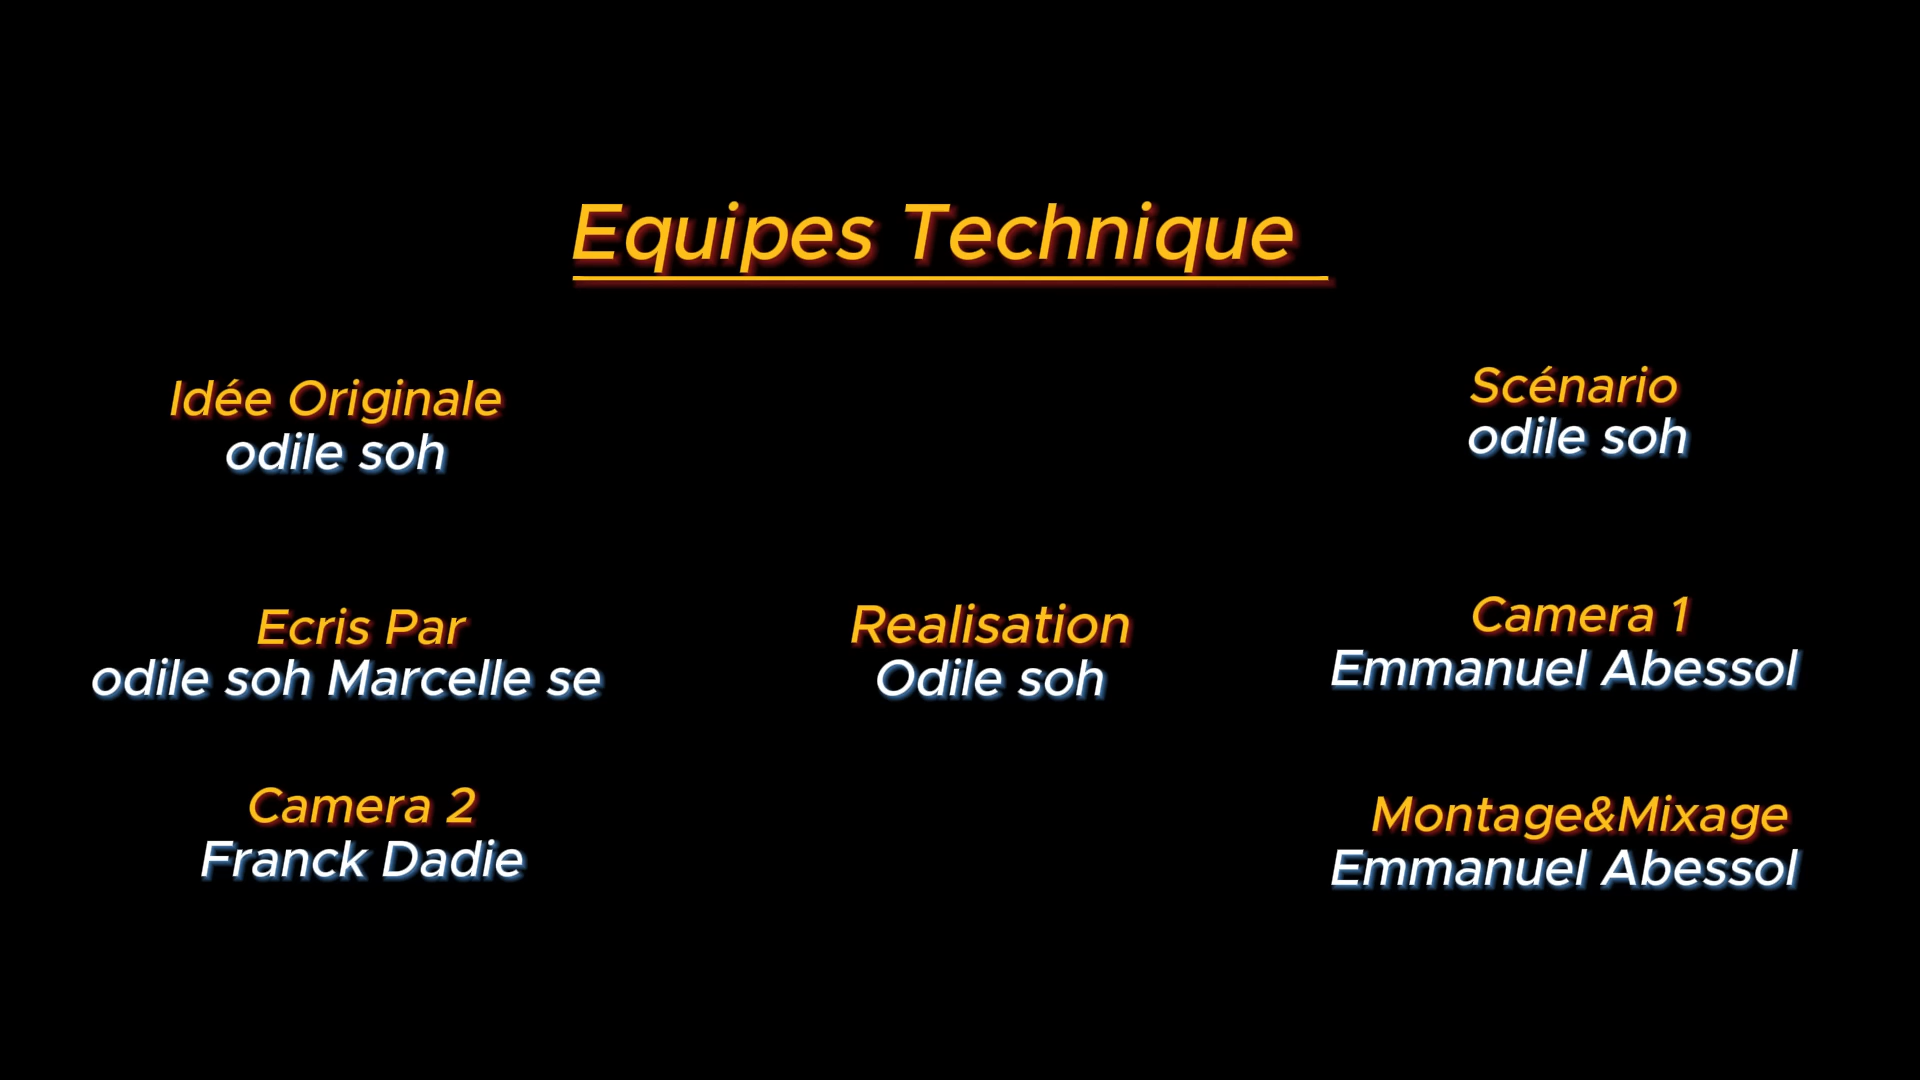 Equipes Technique
Idée Originale
odile soh
Scénario
odile soh
Ecris Par
odile soh Marcelle se
Realisation
Odile soh
Camera 1
Emmanuel Abessol
Camera 2
Franck Dadie
Montage&Mixage
Emmanuel Abessol